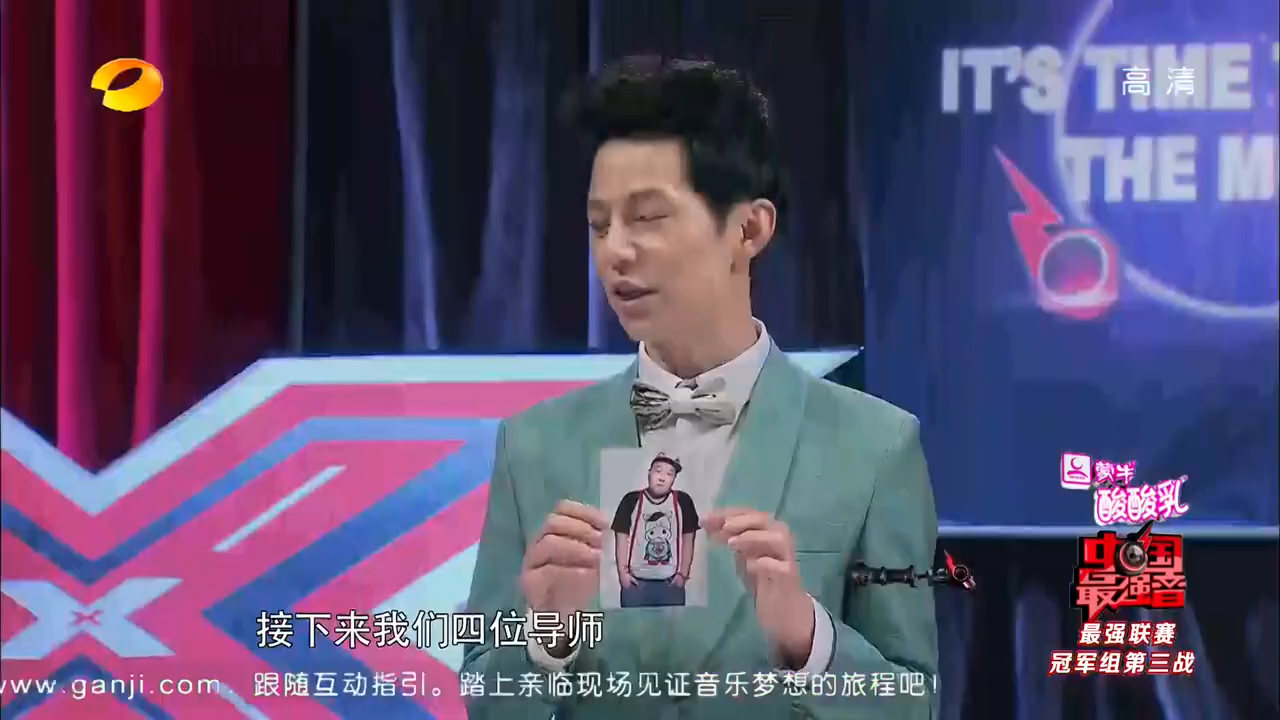 IT'S TIME
高清
THE M
蒙牛
酸酸乳
中国
最强音
最强联赛
冠军组第三战
接下来我们四位导师
www.ganji.com. 跟随互动指引。踏上亲临现场见证音乐梦想的旅程吧!